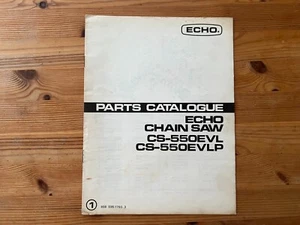 ECHO.
PARTS CATALOGUE
ECHO
CHAIN SAW
CS-550EVL
CS-550EVLP
1